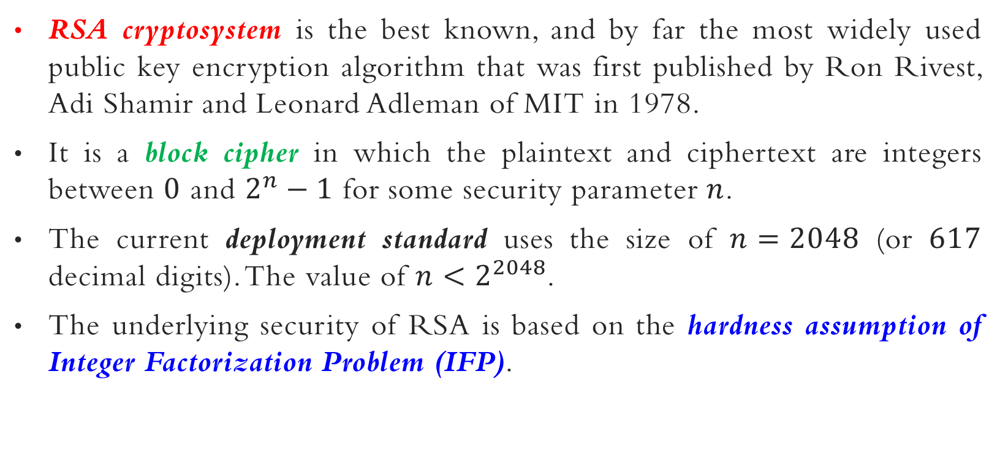 • RSA cryptosystem is the best known, and by far the most widely used
public key encryption algorithm that was first published by Ron Rivest,
Adi Shamir and Leonard Adleman of MIT in 1978.
• It is a block cipher in which the plaintext and ciphertext are integers
between 0 and 2ⁿ − 1 for some security parameter n.
• The current deployment standard uses the size of n = 2048 (or 617
decimal digits). The value of n < 2²⁰⁴⁸.
• The underlying security of RSA is based on the hardness assumption of
Integer Factorization Problem (IFP).